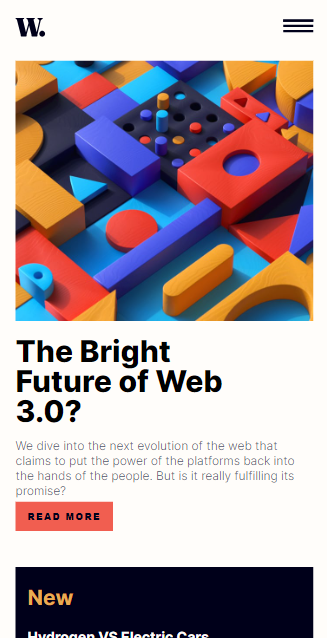 W.
The Bright
Future of Web
3.0?
We dive into the next evolution of the web that
claims to put the power of the platforms back into
the hands of the people. But is it really fulfilling its
promise?
READ MORE
New
Hydrogen VS Electric Cars